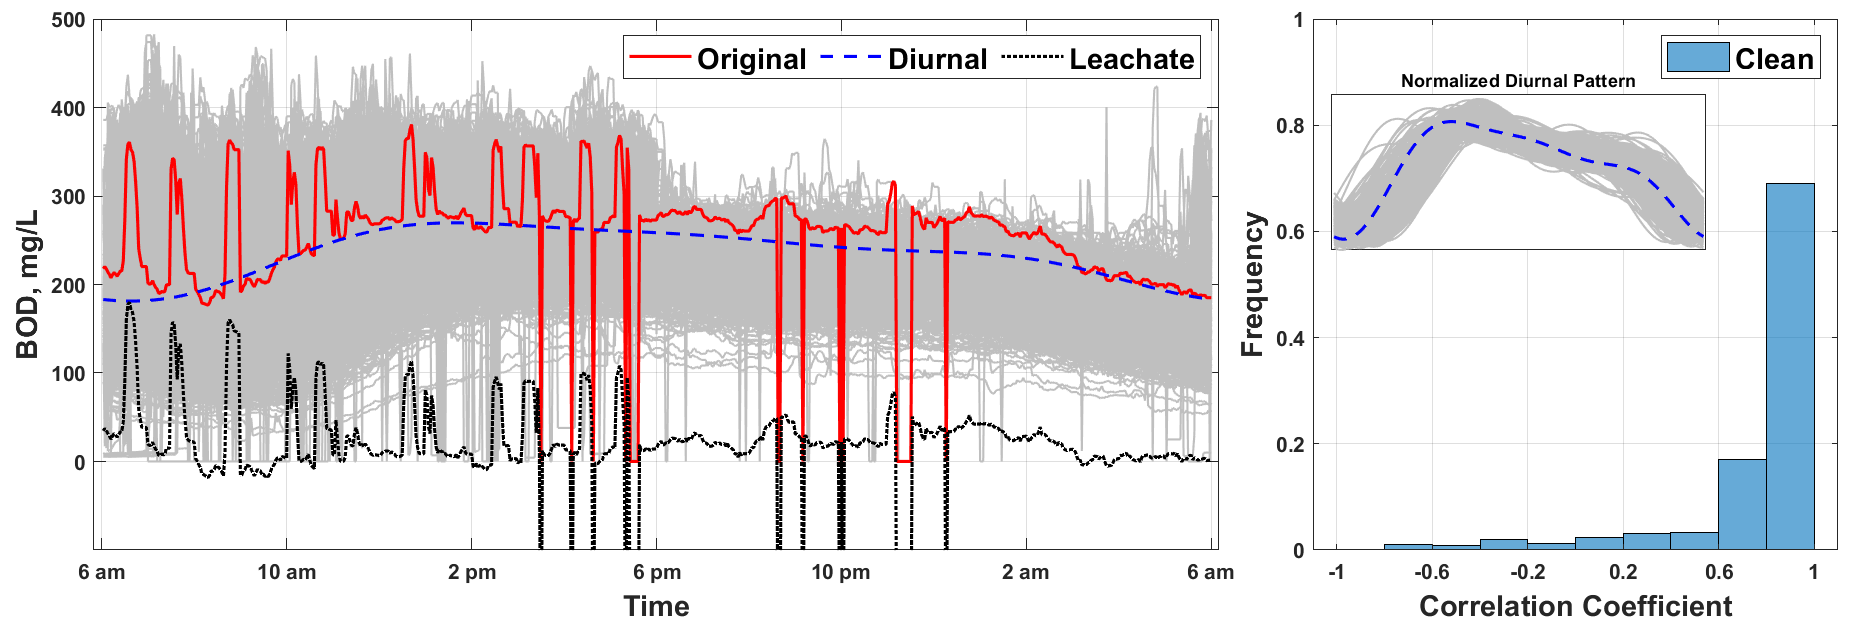 500
400
300
200
100
0
BOD, mg/L
Original Diurnal Leachate
6 am 10 am 2 pm 6 pm 10 pm 2 am 6 am
Time
1
0.8
0.6
0.4
0.2
0
Frequency
Clean
Normalized Diurnal Pattern
-1 -0.6 -0.2 0.2 0.6 1
Correlation Coefficient